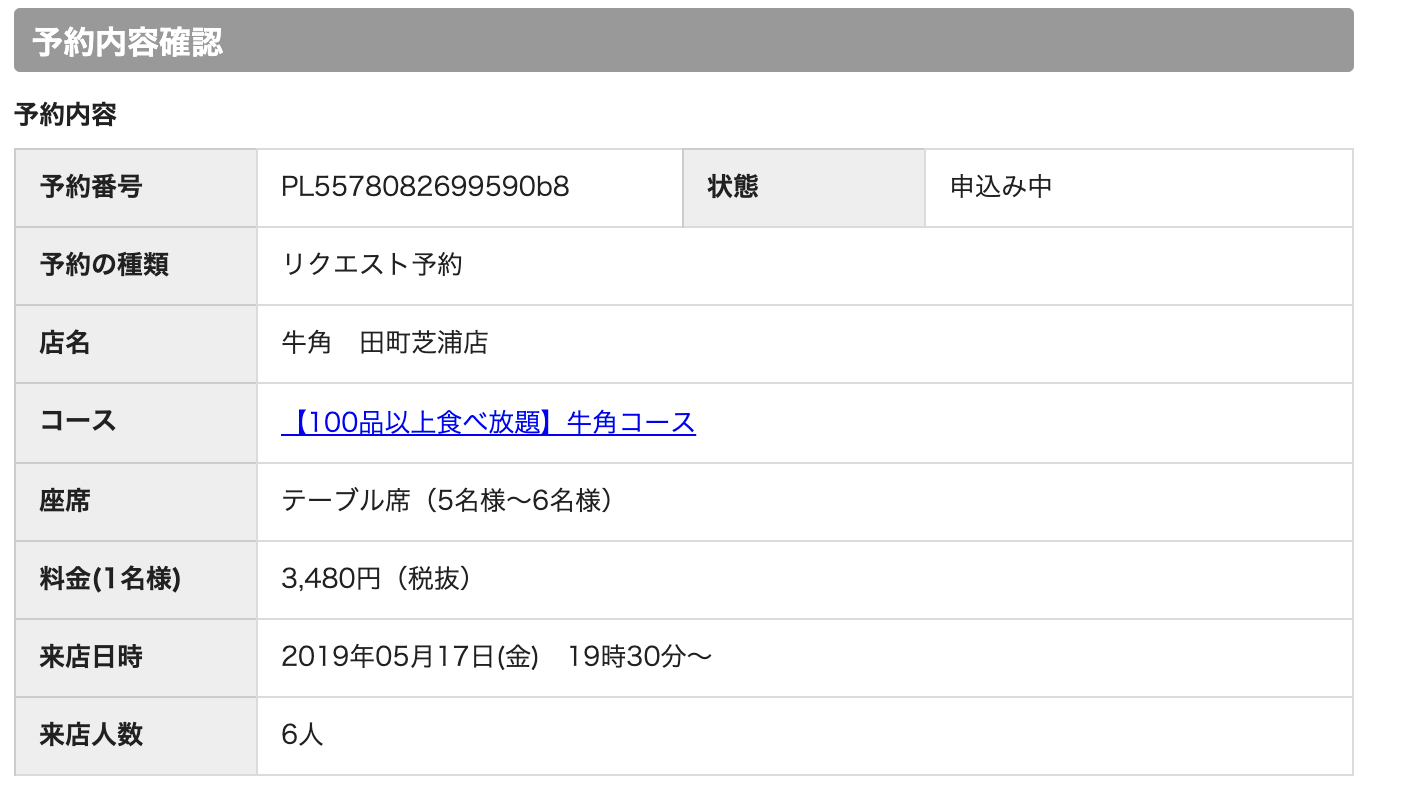 予約内容確認
予約内容
予約番号 PL5578082699590b8 状態 申込み中
予約の種類 リクエスト予約
店名 牛角　田町芝浦店
コース 【100品以上食べ放題】牛角コース
座席 テーブル席（5名様〜6名様）
料金(1名様) 3,480円（税抜）
来店日時 2019年05月17日(金)　19時30分〜
来店人数 6人